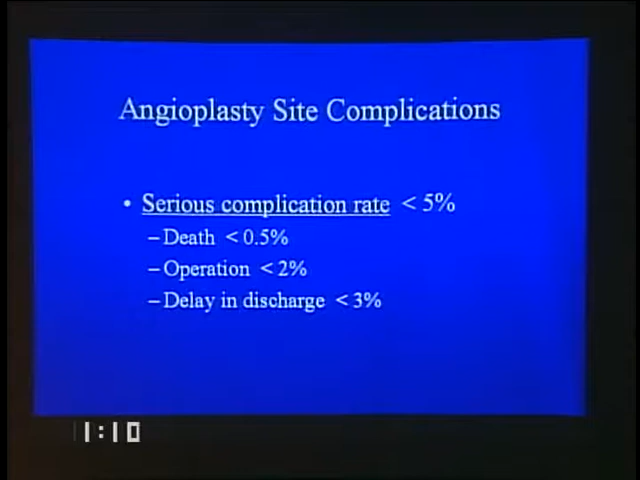 Angioplasty Site Complications
• Serious complication rate < 5%
– Death < 0.5%
– Operation < 2%
– Delay in discharge < 3%
1:10